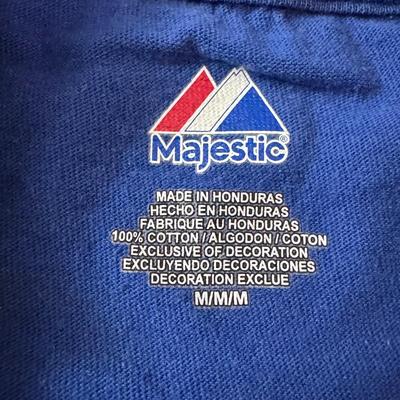 Majestic®
MADE IN HONDURAS
HECHO EN HONDURAS
FABRIQUE AU HONDURAS
100% COTTON / ALGODON / COTON
EXCLUSIVE OF DECORATION
EXCLUYENDO DECORACIONES
DECORATION EXCLUE
M/M/M